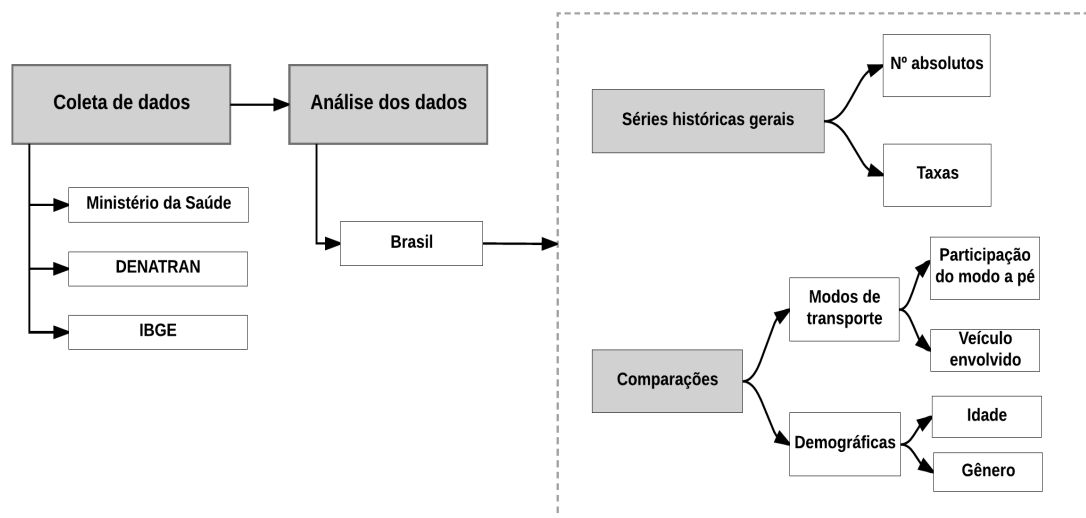 Coleta de dados
Análise dos dados
Ministério da Saúde
DENATRAN
IBGE
Brasil
Séries históricas gerais
Nº absolutos
Taxas
Comparações
Modos de
transporte
Participação
do modo a pé
Veículo
envolvido
Demográficas
Idade
Gênero